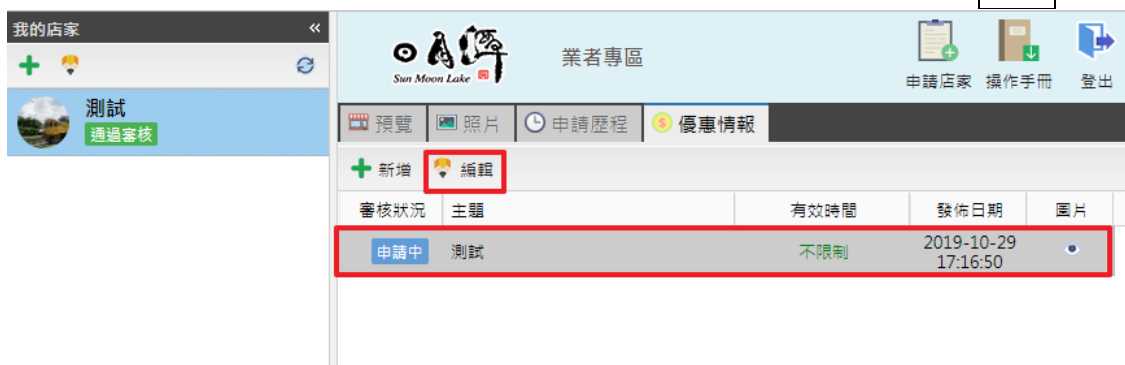 我的店家 «
測試
通過審核
日月潭
Sun Moon Lake
業者專區
申請店家 操作手冊 登出
預覽 照片 申請歷程 優惠情報
新增 編輯
審核狀況 主題 有效時間 發佈日期 圖片
申請中 測試 不限制 2019-10-29
17:16:50